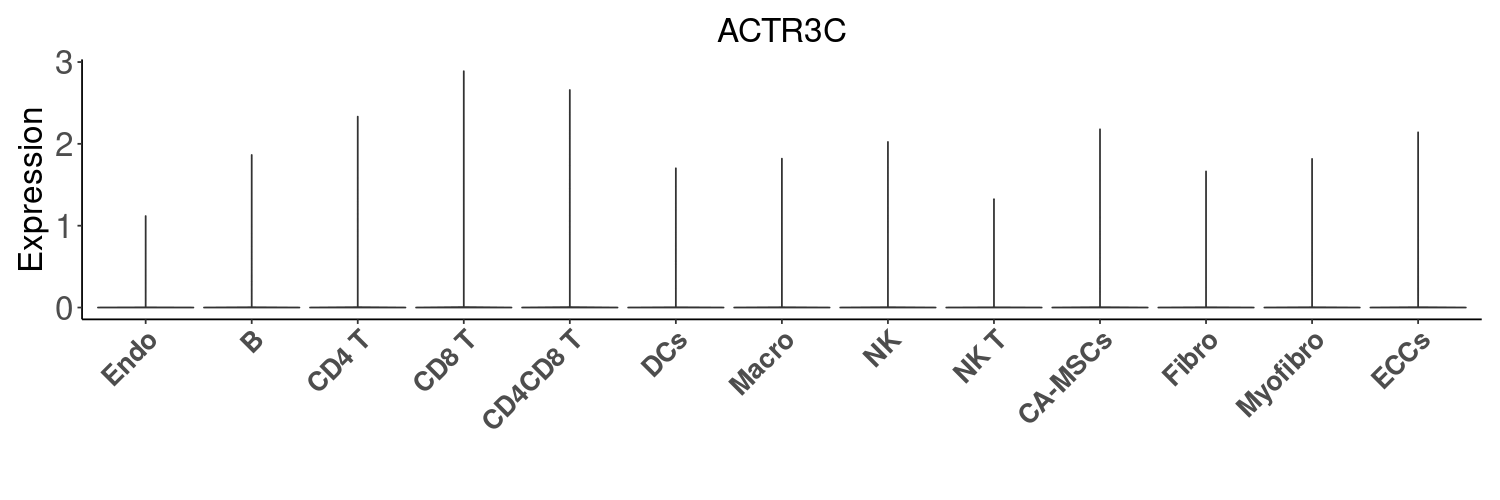 ACTR3C
Expression
3
2
1
0
Endo
B
CD4 T
CD8 T
CD4CD8 T
DCs
Macro
NK
NK T
CA-MSCs
Fibro
Myofibro
ECCs